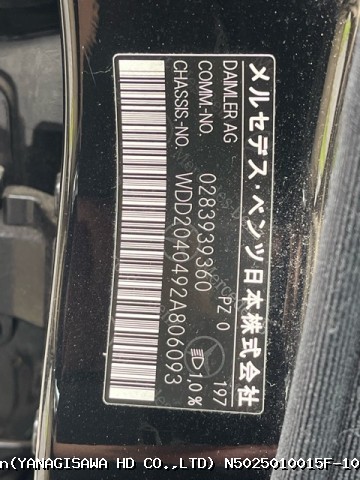 メルセデス・ベンツ日本株式会社
DAIMLER AG
COMM-NO. 0283939360 PZ 0 197
CHASSIS-NO. WDD2040492A806093 1,0%
n(YANAGISAWA HD CO.,LTD) N5025010015F-10